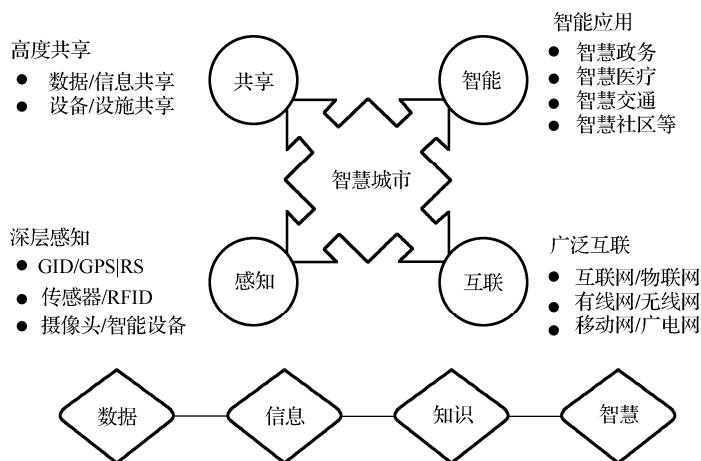 高度共享
数据/信息共享
设备/设施共享
共享
智能
智能应用
智慧政务
智慧医疗
智慧交通
智慧社区等
智慧城市
深层感知
GID/GPS|RS
传感器/RFID
摄像头/智能设备
感知
互联
广泛互联
互联网/物联网
有线网/无线网
移动网/广电网
数据
信息
知识
智慧